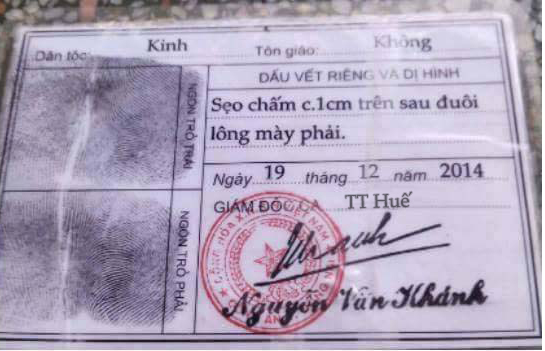 Dân tộc: Kinh Tôn giáo: Không
NGÓN TRỎ TRÁI
DẤU VẾT RIÊNG VÀ DỊ HÌNH
Sẹo chấm c.1cm trên sau đuôi
lông mày phải.
Ngày 19 tháng 12 năm 2014
NGÓN TRỎ PHẢI
GIÁM ĐỐC CA TT Huế
Nguyễn Văn Khánh